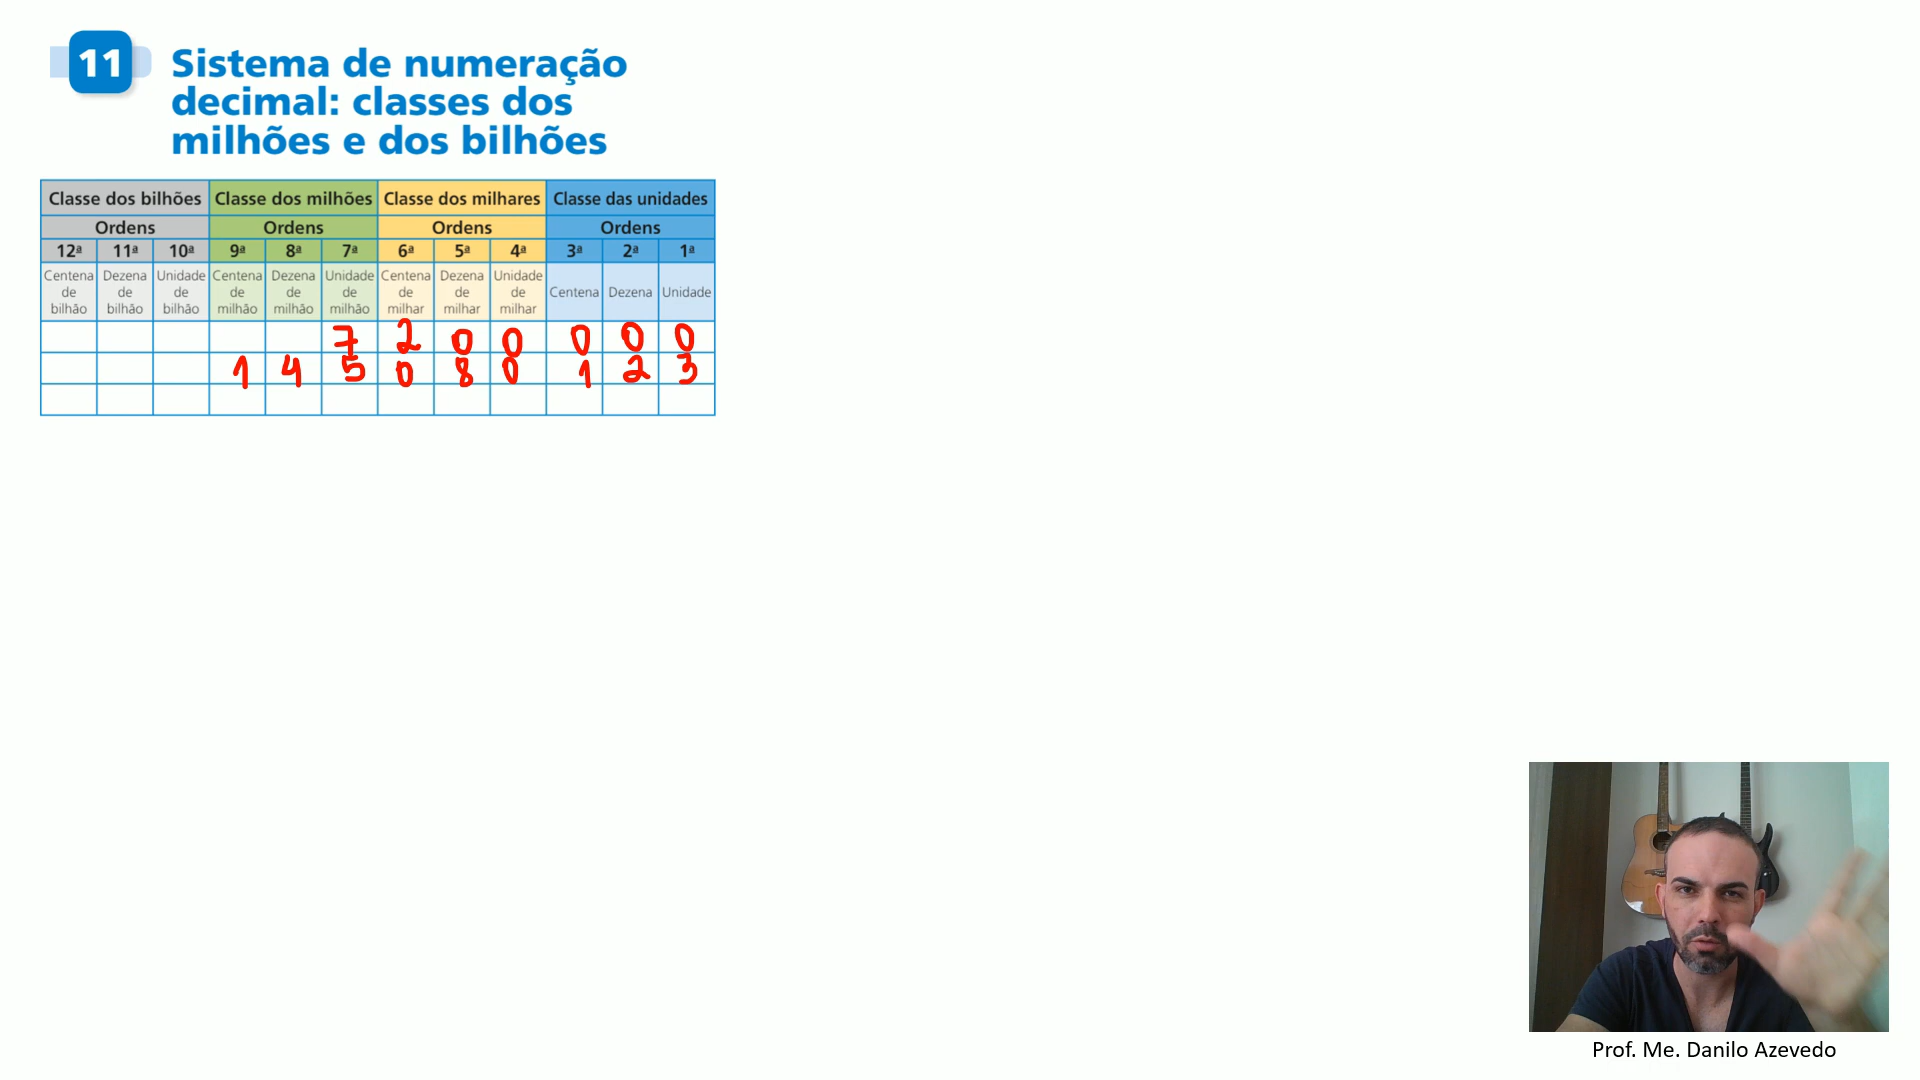 11 Sistema de numeração
decimal: classes dos
milhões e dos bilhões
Classe dos bilhões Classe dos milhões Classe dos milhares Classe das unidades
Ordens Ordens Ordens Ordens
12ª 11ª 10ª 9ª 8ª 7ª 6ª 5ª 4ª 3ª 2ª 1ª
Centena de bilhão Dezena de bilhão Unidade de bilhão Centena de milhão Dezena de milhão Unidade de milhão Centena de milhar Dezena de milhar Unidade de milhar Centena Dezena Unidade
7 2 0 0 0 0 0
1 4 5 0 8 0 1 2 3
Prof. Me. Danilo Azevedo